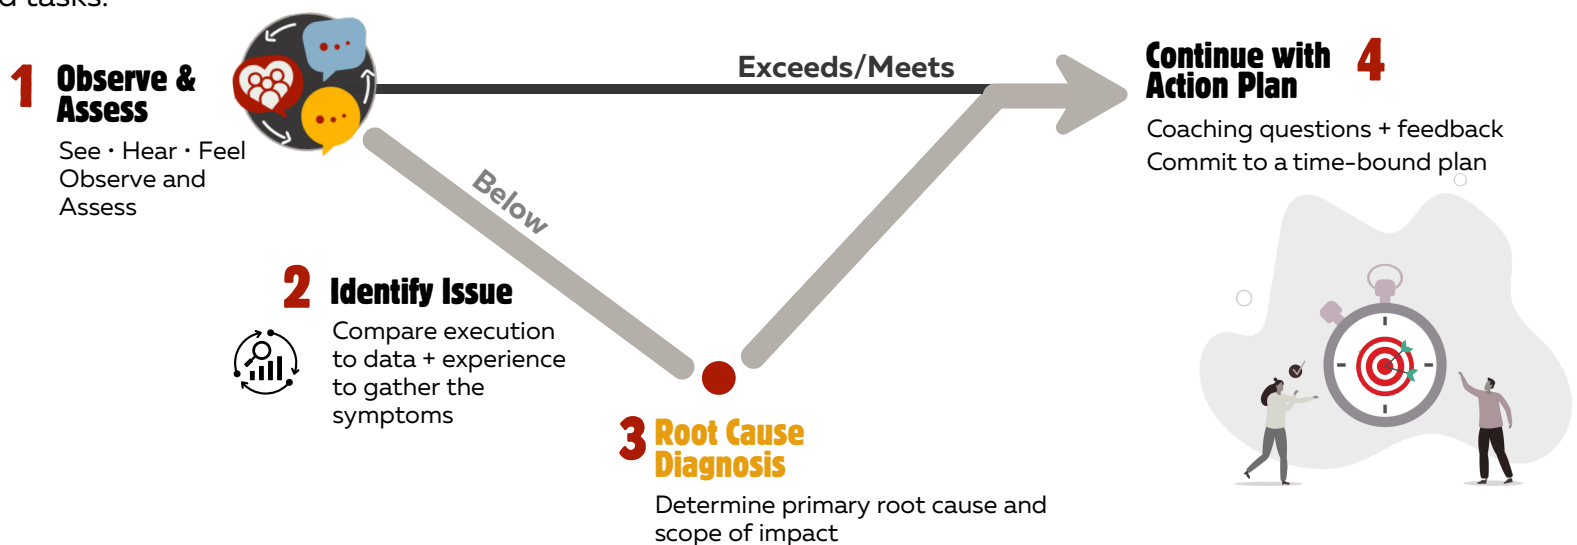 d tasks.
1 Observe &
Assess
See · Hear · Feel
Observe and
Assess
Exceeds/Meets
Below
2 Identify Issue
Compare execution
to data + experience
to gather the
symptoms
3 Root Cause
Diagnosis
Determine primary root cause and
scope of impact
Continue with 4
Action Plan
Coaching questions + feedback
Commit to a time-bound plan